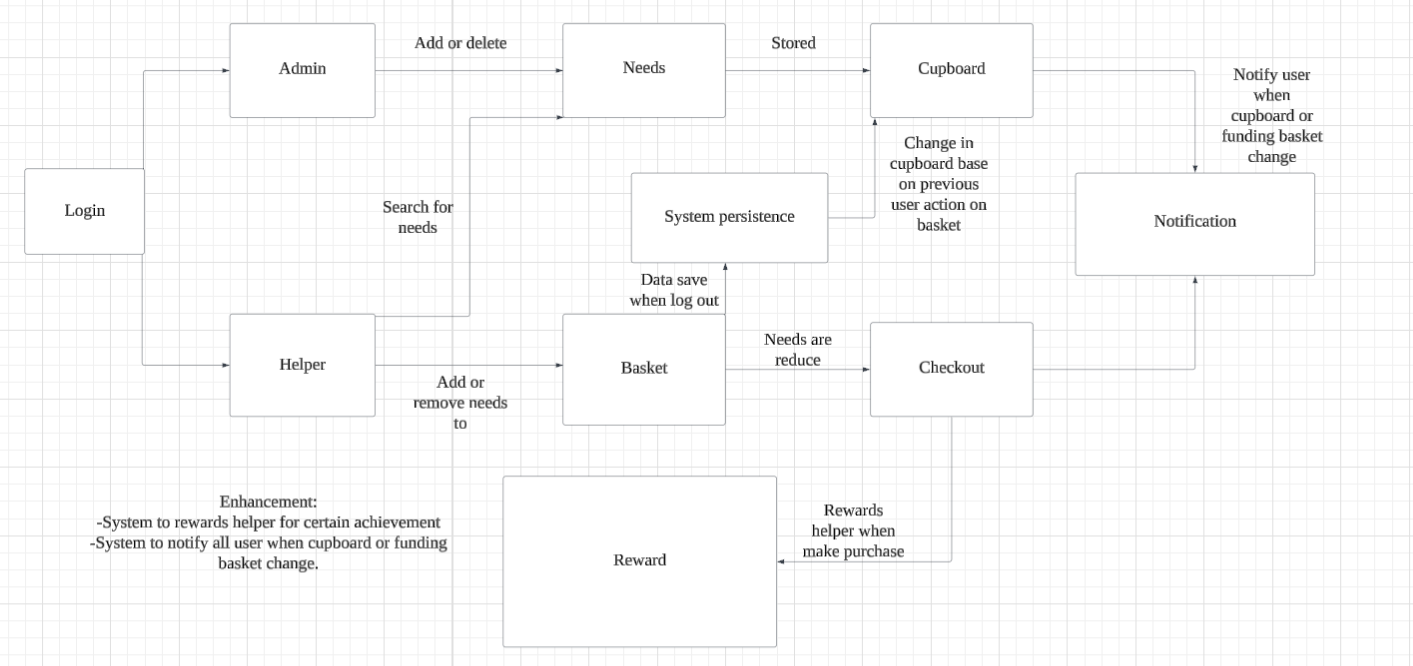 Add or delete
Stored
Admin
Needs
Cupboard
Notify user
when
cupboard or
funding basket
change
Change in
cupboard base
on previous
user action on
basket
Login
Search for
needs
System persistence
Notification
Data save
when log out
Needs are
reduce
Helper
Basket
Checkout
Add or
remove needs
to
Enhancement:
-System to rewards helper for certain achievement
-System to notify all user when cupboard or funding
basket change.
Rewards
helper when
make purchase
Reward